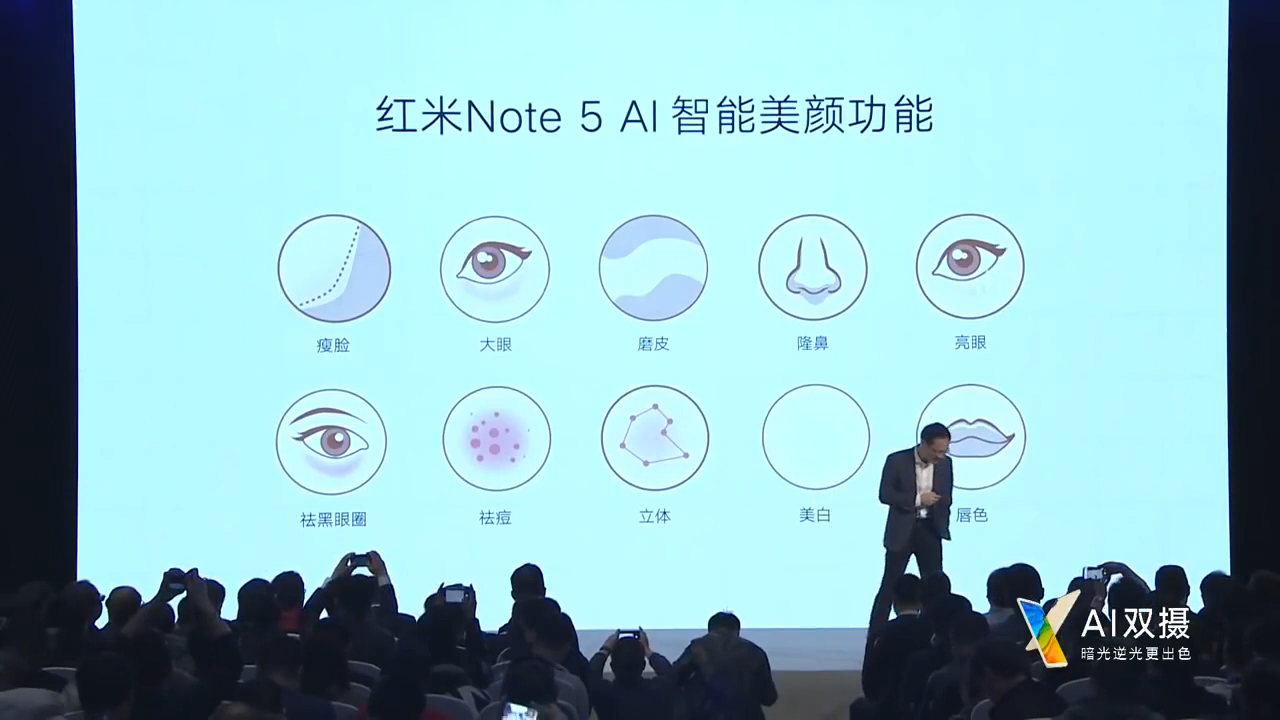 红米Note 5 AI 智能美颜功能
瘦脸
大眼
磨皮
隆鼻
亮眼
祛黑眼圈
祛痘
立体
美白
唇色
AI双摄
暗光逆光更出色